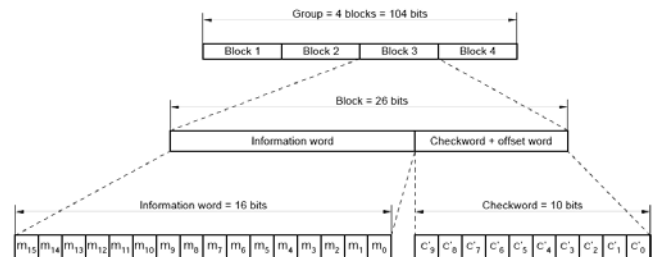 Group = 4 blocks = 104 bits
Block 1 Block 2 Block 3 Block 4
Block = 26 bits
Information word Checkword + offset word
Information word = 16 bits Checkword = 10 bits
m15 m14 m13 m12 m11 m10 m9 m8 m7 m6 m5 m4 m3 m2 m1 m0 c'9 c'8 c'7 c'6 c'5 c'4 c'3 c'2 c'1 c'0